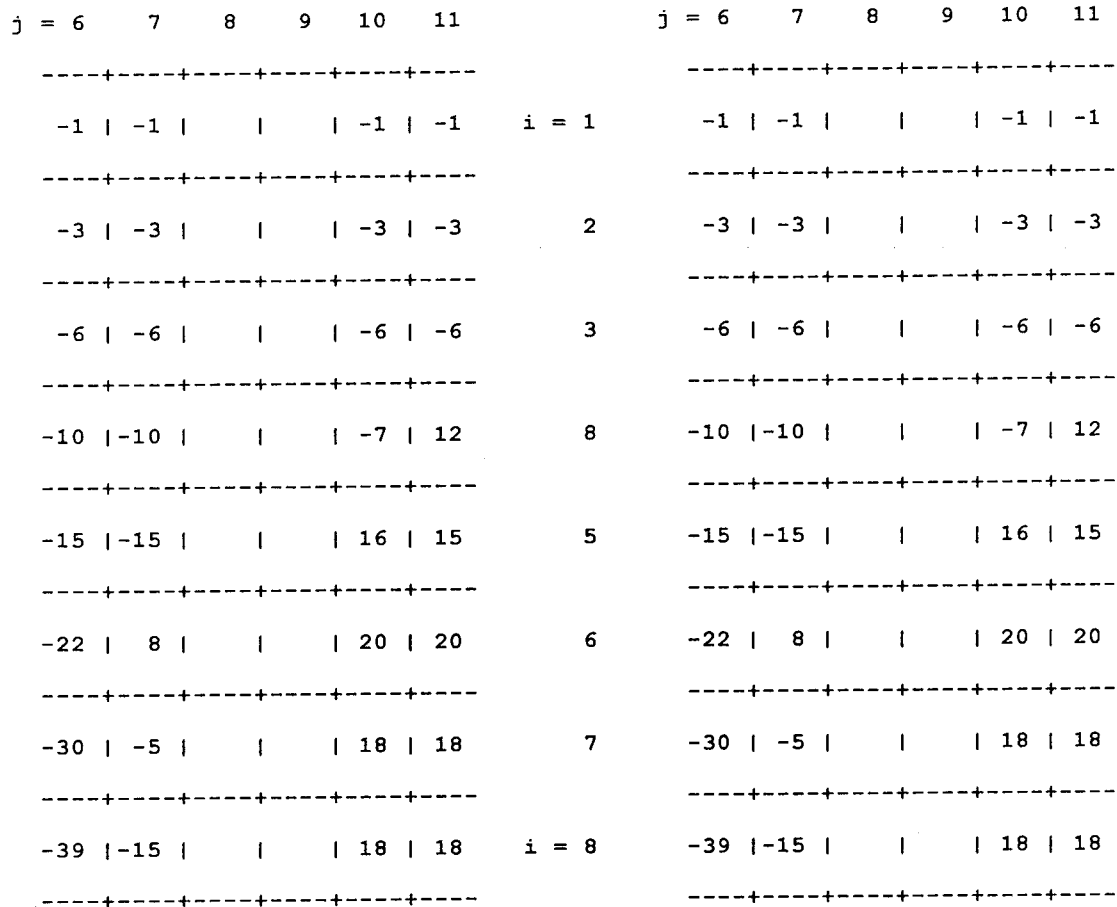 j = 6    7    8    9    10   11                    j = 6    7    8    9    10   11
  ----+----+----+----+----+----                      ----+----+----+----+----+----
   -1 | -1 |    |    | -1 | -1    i = 1               -1 | -1 |    |    | -1 | -1
  ----+----+----+----+----+----                      ----+----+----+----+----+----
   -3 | -3 |    |    | -3 | -3        2               -3 | -3 |    |    | -3 | -3
  ----+----+----+----+----+----                      ----+----+----+----+----+----
   -6 | -6 |    |    | -6 | -6        3               -6 | -6 |    |    | -6 | -6
  ----+----+----+----+----+----                      ----+----+----+----+----+----
  -10 |-10 |    |    | -7 | 12        8              -10 |-10 |    |    | -7 | 12
  ----+----+----+----+----+----                      ----+----+----+----+----+----
  -15 |-15 |    |    | 16 | 15        5              -15 |-15 |    |    | 16 | 15
  ----+----+----+----+----+----                      ----+----+----+----+----+----
  -22 |  8 |    |    | 20 | 20        6              -22 |  8 |    |    | 20 | 20
  ----+----+----+----+----+----                      ----+----+----+----+----+----
  -30 | -5 |    |    | 18 | 18        7              -30 | -5 |    |    | 18 | 18
  ----+----+----+----+----+----                      ----+----+----+----+----+----
  -39 |-15 |    |    | 18 | 18    i = 8              -39 |-15 |    |    | 18 | 18
  ----+----+----+----+----+----                      ----+----+----+----+----+----